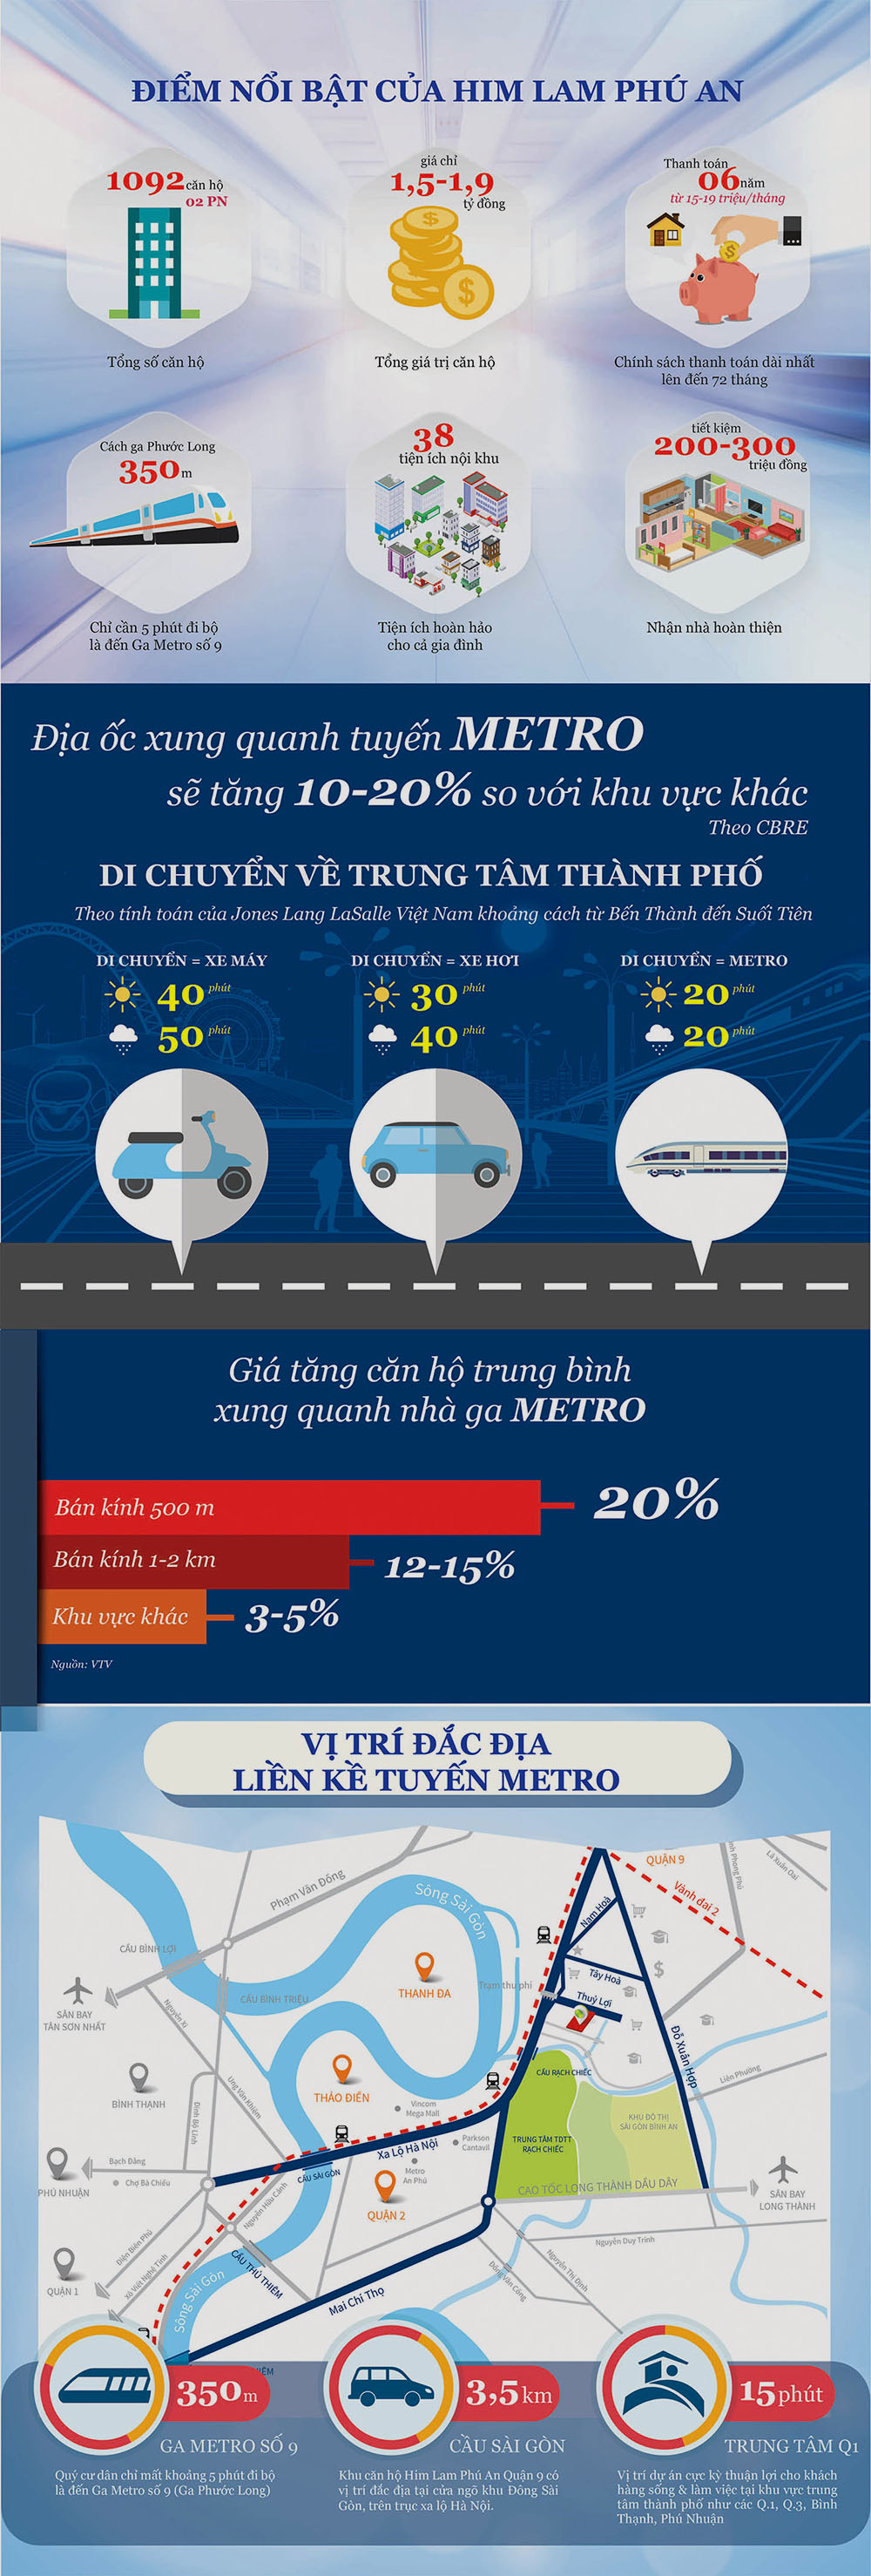 ĐIỂM NỔI BẬT CỦA HIM LAM PHÚ AN
1092 căn hộ
02 PN
Tổng số căn hộ
giá chỉ
1,5-1,9
tỷ đồng
Tổng giá trị căn hộ
Thanh toán
06 năm
từ 15-19 triệu/tháng
Chính sách thanh toán dài nhất
lên đến 72 tháng
Cách ga Phước Long
350 m
Chỉ cần 5 phút đi bộ
là đến Ga Metro số 9
38
tiện ích nội khu
Tiện ích hoàn hảo
cho cả gia đình
tiết kiệm
200-300
triệu đồng
Nhận nhà hoàn thiện
Địa ốc xung quanh tuyến METRO
sẽ tăng 10-20% so với khu vực khác
Theo CBRE
DI CHUYỂN VỀ TRUNG TÂM THÀNH PHỐ
Theo tính toán của Jones Lang LaSalle Việt Nam khoảng cách từ Bến Thành đến Suối Tiên
DI CHUYỂN = XE MÁY
40 phút
50 phút
DI CHUYỂN = XE HƠI
30 phút
40 phút
DI CHUYỂN = METRO
20 phút
20 phút
Giá tăng căn hộ trung bình
xung quanh nhà ga METRO
Bán kính 500 m
20%
Bán kính 1-2 km
12-15%
Khu vực khác
3-5%
Nguồn: VTV
VỊ TRÍ ĐẮC ĐỊA
LIỀN KỀ TUYẾN METRO
QUẬN 9
Vành đai 2
Lã Xuân Oai
Phạm Văn Đồng
Sông Sài Gòn
Nam Hoà
CẦU BÌNH LỢI
Tây Hoà
Thuỷ Lợi
THANH ĐA
Trạm thu phí
CẦU BÌNH TRIỆU
SÂN BAY
TÂN SƠN NHẤT
Nguyễn Xí
Đỗ Xuân Hợp
CẦU RẠCH CHIẾC
Liên Phường
Ung Văn Khiêm
THẢO ĐIỀN
BÌNH THẠNH
Đinh Bộ Lĩnh
Vincom
Mega Mall
KHU ĐÔ THỊ
SÀI GÒN BÌNH AN
Xa Lộ Hà Nội
Parkson
Cantavil
TRUNG TÂM TDTT
RẠCH CHIẾC
Bạch Đằng
Chợ Bà Chiểu
PHÚ NHUẬN
CẦU SÀI GÒN
Metro
An Phú
Nguyễn Hữu Cảnh
QUẬN 2
CAO TỐC LONG THÀNH DẦU DÂY
SÂN BAY
LONG THÀNH
Điện Biên Phủ
Xô Viết Nghệ Tĩnh
Nguyễn Duy Trinh
Nguyễn Thị Định
Đồng Văn Cống
QUẬN 1
CẦU THỦ THIÊM
Sông Sài Gòn
Mai Chí Thọ
350 m
GA METRO SỐ 9
Quý cư dân chỉ mất khoảng 5 phút đi bộ
là đến Ga Metro số 9 (Ga Phước Long)
3,5 km
CẦU SÀI GÒN
Khu căn hộ Him Lam Phú An Quận 9 có
vị trí đắc địa tại cửa ngõ khu Đông Sài
Gòn, trên trục xa lộ Hà Nội.
15 phút
TRUNG TÂM Q1
Vị trí dự án cực kỳ thuận lợi cho khách
hàng sống & làm việc tại khu vực trung
tâm thành phố như các Q.1, Q.3, Bình
Thạnh, Phú Nhuận